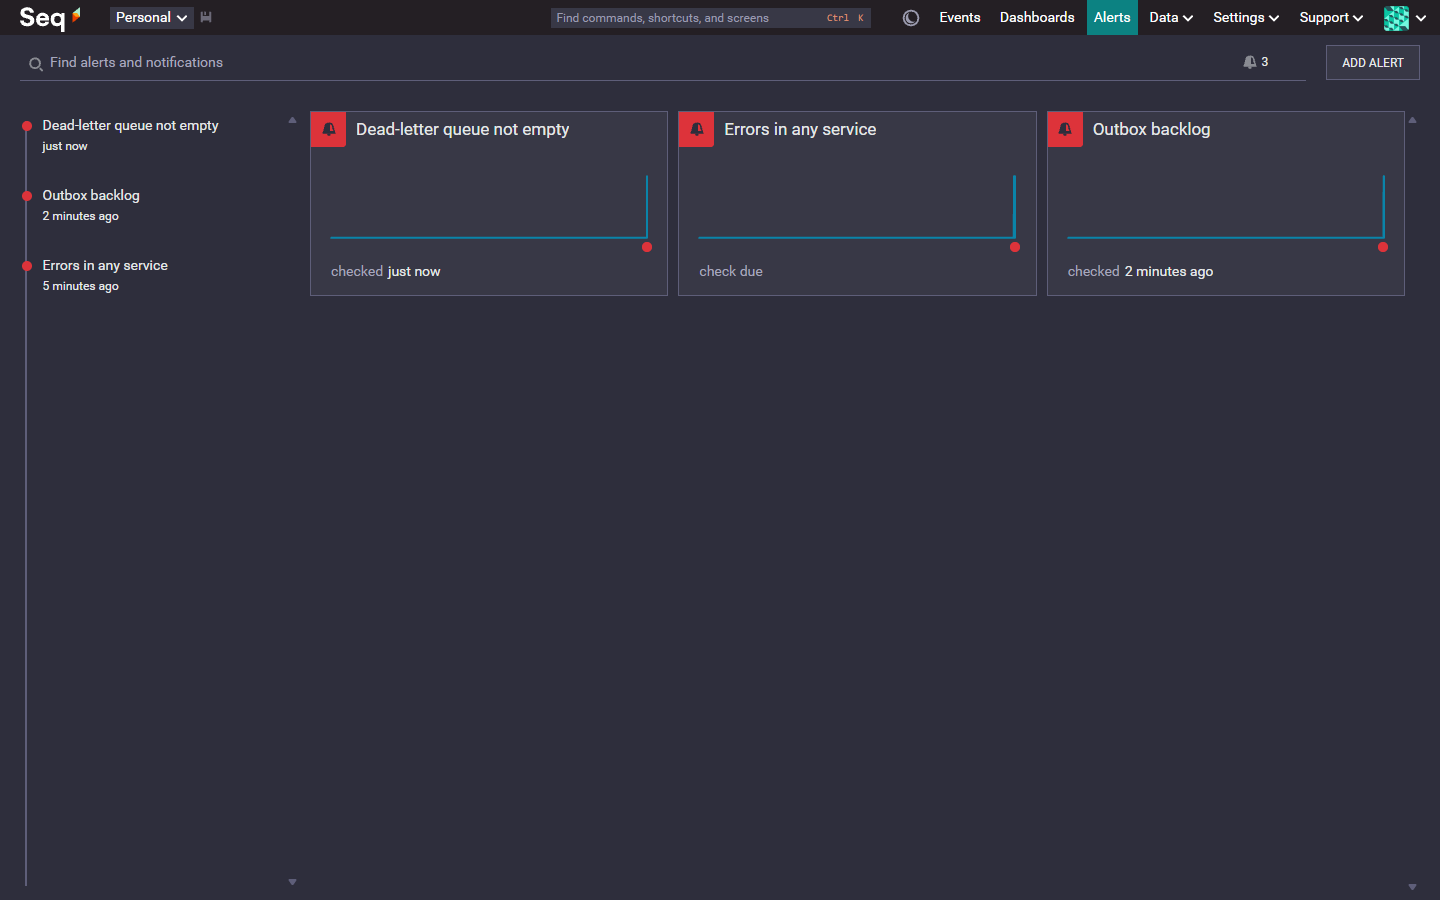 Seq
Personal
Find commands, shortcuts, and screens Ctrl K
Events
Dashboards
Alerts
Data
Settings
Support
Find alerts and notifications
3
ADD ALERT
Dead-letter queue not empty
just now
Outbox backlog
2 minutes ago
Errors in any service
5 minutes ago
Dead-letter queue not empty
checked just now
Errors in any service
check due
Outbox backlog
checked 2 minutes ago